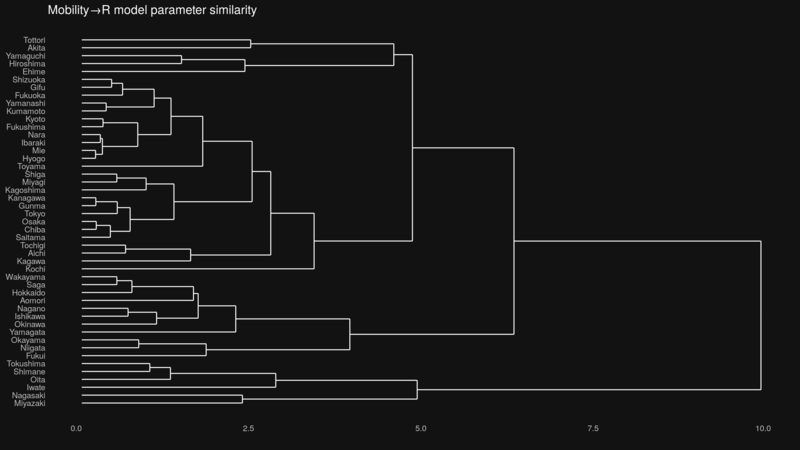 Mobility→R model parameter similarity
Tottori
Akita
Yamaguchi
Hiroshima
Ehime
Shizuoka
Gifu
Fukuoka
Yamanashi
Kumamoto
Kyoto
Fukushima
Nara
Ibaraki
Mie
Hyogo
Toyama
Shiga
Miyagi
Kagoshima
Kanagawa
Gunma
Tokyo
Osaka
Chiba
Saitama
Tochigi
Aichi
Kagawa
Kochi
Wakayama
Saga
Hokkaido
Aomori
Nagano
Ishikawa
Okinawa
Yamagata
Okayama
Niigata
Fukui
Tokushima
Shimane
Oita
Iwate
Nagasaki
Miyazaki
0.0 2.5 5.0 7.5 10.0